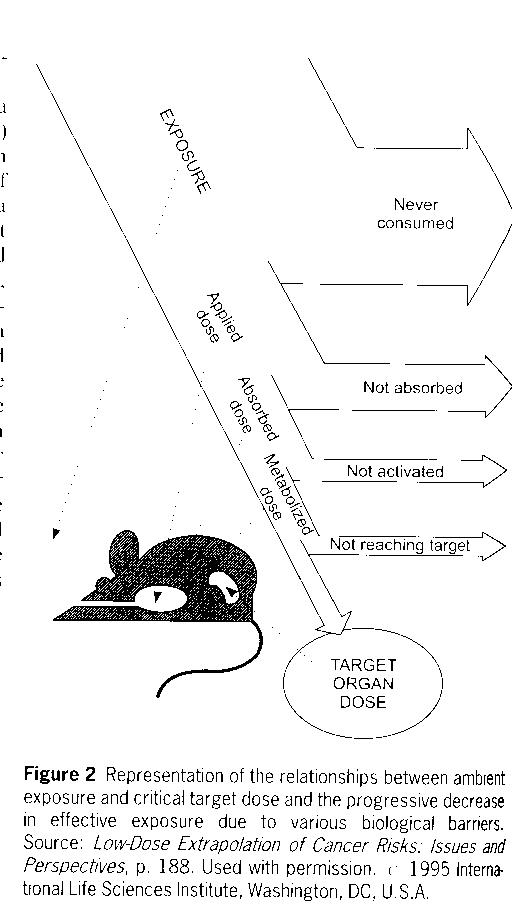 EXPOSURE
Never
consumed
Applied
dose
Not absorbed
Absorbed
dose
Not activated
Metabolized
dose
Not reaching target
TARGET
ORGAN
DOSE
Figure 2 Representation of the relationships between ambient
exposure and critical target dose and the progressive decrease
in effective exposure due to various biological barriers.
Source: Low-Dose Extrapolation of Cancer Risks: Issues and
Perspectives, p. 188. Used with permission. c 1995 Interna-
tional Life Sciences Institute, Washington, DC, U.S.A.